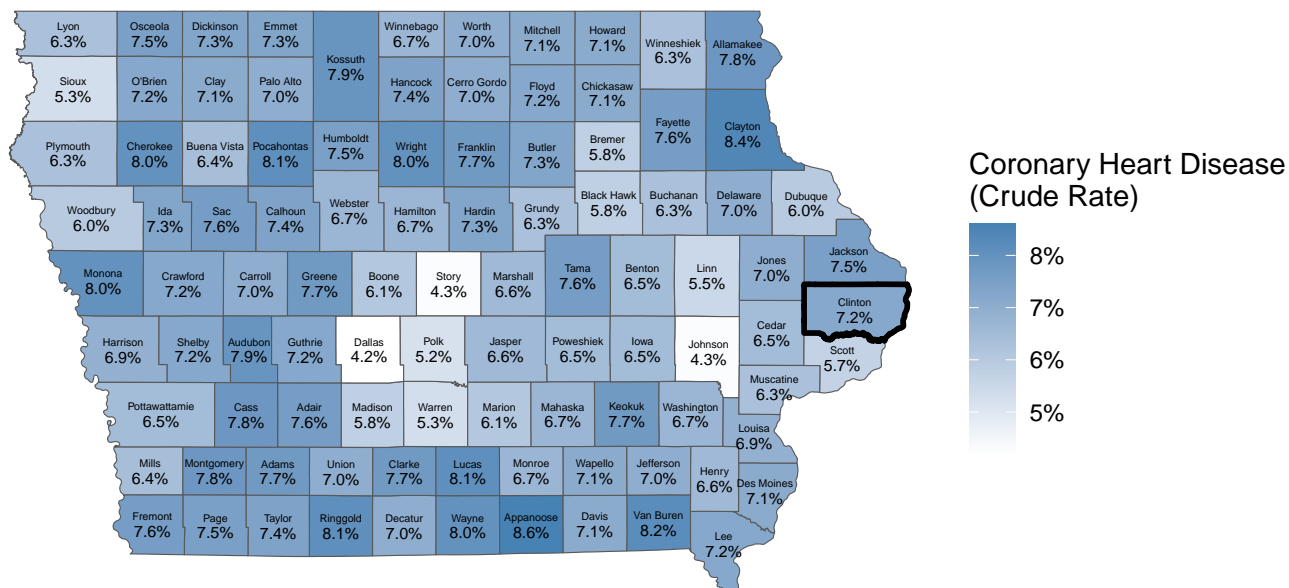 Lyon
6.3%
Osceola
7.5%
Dickinson
7.3%
Emmet
7.3%
Kossuth
7.9%
Winnebago
6.7%
Worth
7.0%
Mitchell
7.1%
Howard
7.1%
Winneshiek
6.3%
Allamakee
7.8%
Sioux
5.3%
O'Brien
7.2%
Clay
7.1%
Palo Alto
7.0%
Hancock
7.4%
Cerro Gordo
7.0%
Floyd
7.2%
Chickasaw
7.1%
Fayette
7.6%
Clayton
8.4%
Plymouth
6.3%
Cherokee
8.0%
Buena Vista
6.4%
Pocahontas
8.1%
Humboldt
7.5%
Wright
8.0%
Franklin
7.7%
Butler
7.3%
Bremer
5.8%
Woodbury
6.0%
Ida
7.3%
Sac
7.6%
Calhoun
7.4%
Webster
6.7%
Hamilton
6.7%
Hardin
7.3%
Grundy
6.3%
Black Hawk
5.8%
Buchanan
6.3%
Delaware
7.0%
Dubuque
6.0%
Monona
8.0%
Crawford
7.2%
Carroll
7.0%
Greene
7.7%
Boone
6.1%
Story
4.3%
Marshall
6.6%
Tama
7.6%
Benton
6.5%
Linn
5.5%
Jones
7.0%
Jackson
7.5%
Clinton
7.2%
Harrison
6.9%
Shelby
7.2%
Audubon
7.9%
Guthrie
7.2%
Dallas
4.2%
Polk
5.2%
Jasper
6.6%
Poweshiek
6.5%
Iowa
6.5%
Johnson
4.3%
Cedar
6.5%
Scott
5.7%
Muscatine
6.3%
Pottawattamie
6.5%
Cass
7.8%
Adair
7.6%
Madison
5.8%
Warren
5.3%
Marion
6.1%
Mahaska
6.7%
Keokuk
7.7%
Washington
6.7%
Louisa
6.9%
Mills
6.4%
Montgomery
7.8%
Adams
7.7%
Union
7.0%
Clarke
7.7%
Lucas
8.1%
Monroe
6.7%
Wapello
7.1%
Jefferson
7.0%
Henry
6.6%
Des Moines
7.1%
Fremont
7.6%
Page
7.5%
Taylor
7.4%
Ringgold
8.1%
Decatur
7.0%
Wayne
8.0%
Appanoose
8.6%
Davis
7.1%
Van Buren
8.2%
Lee
7.2%
Coronary Heart Disease
(Crude Rate)
8%
7%
6%
5%